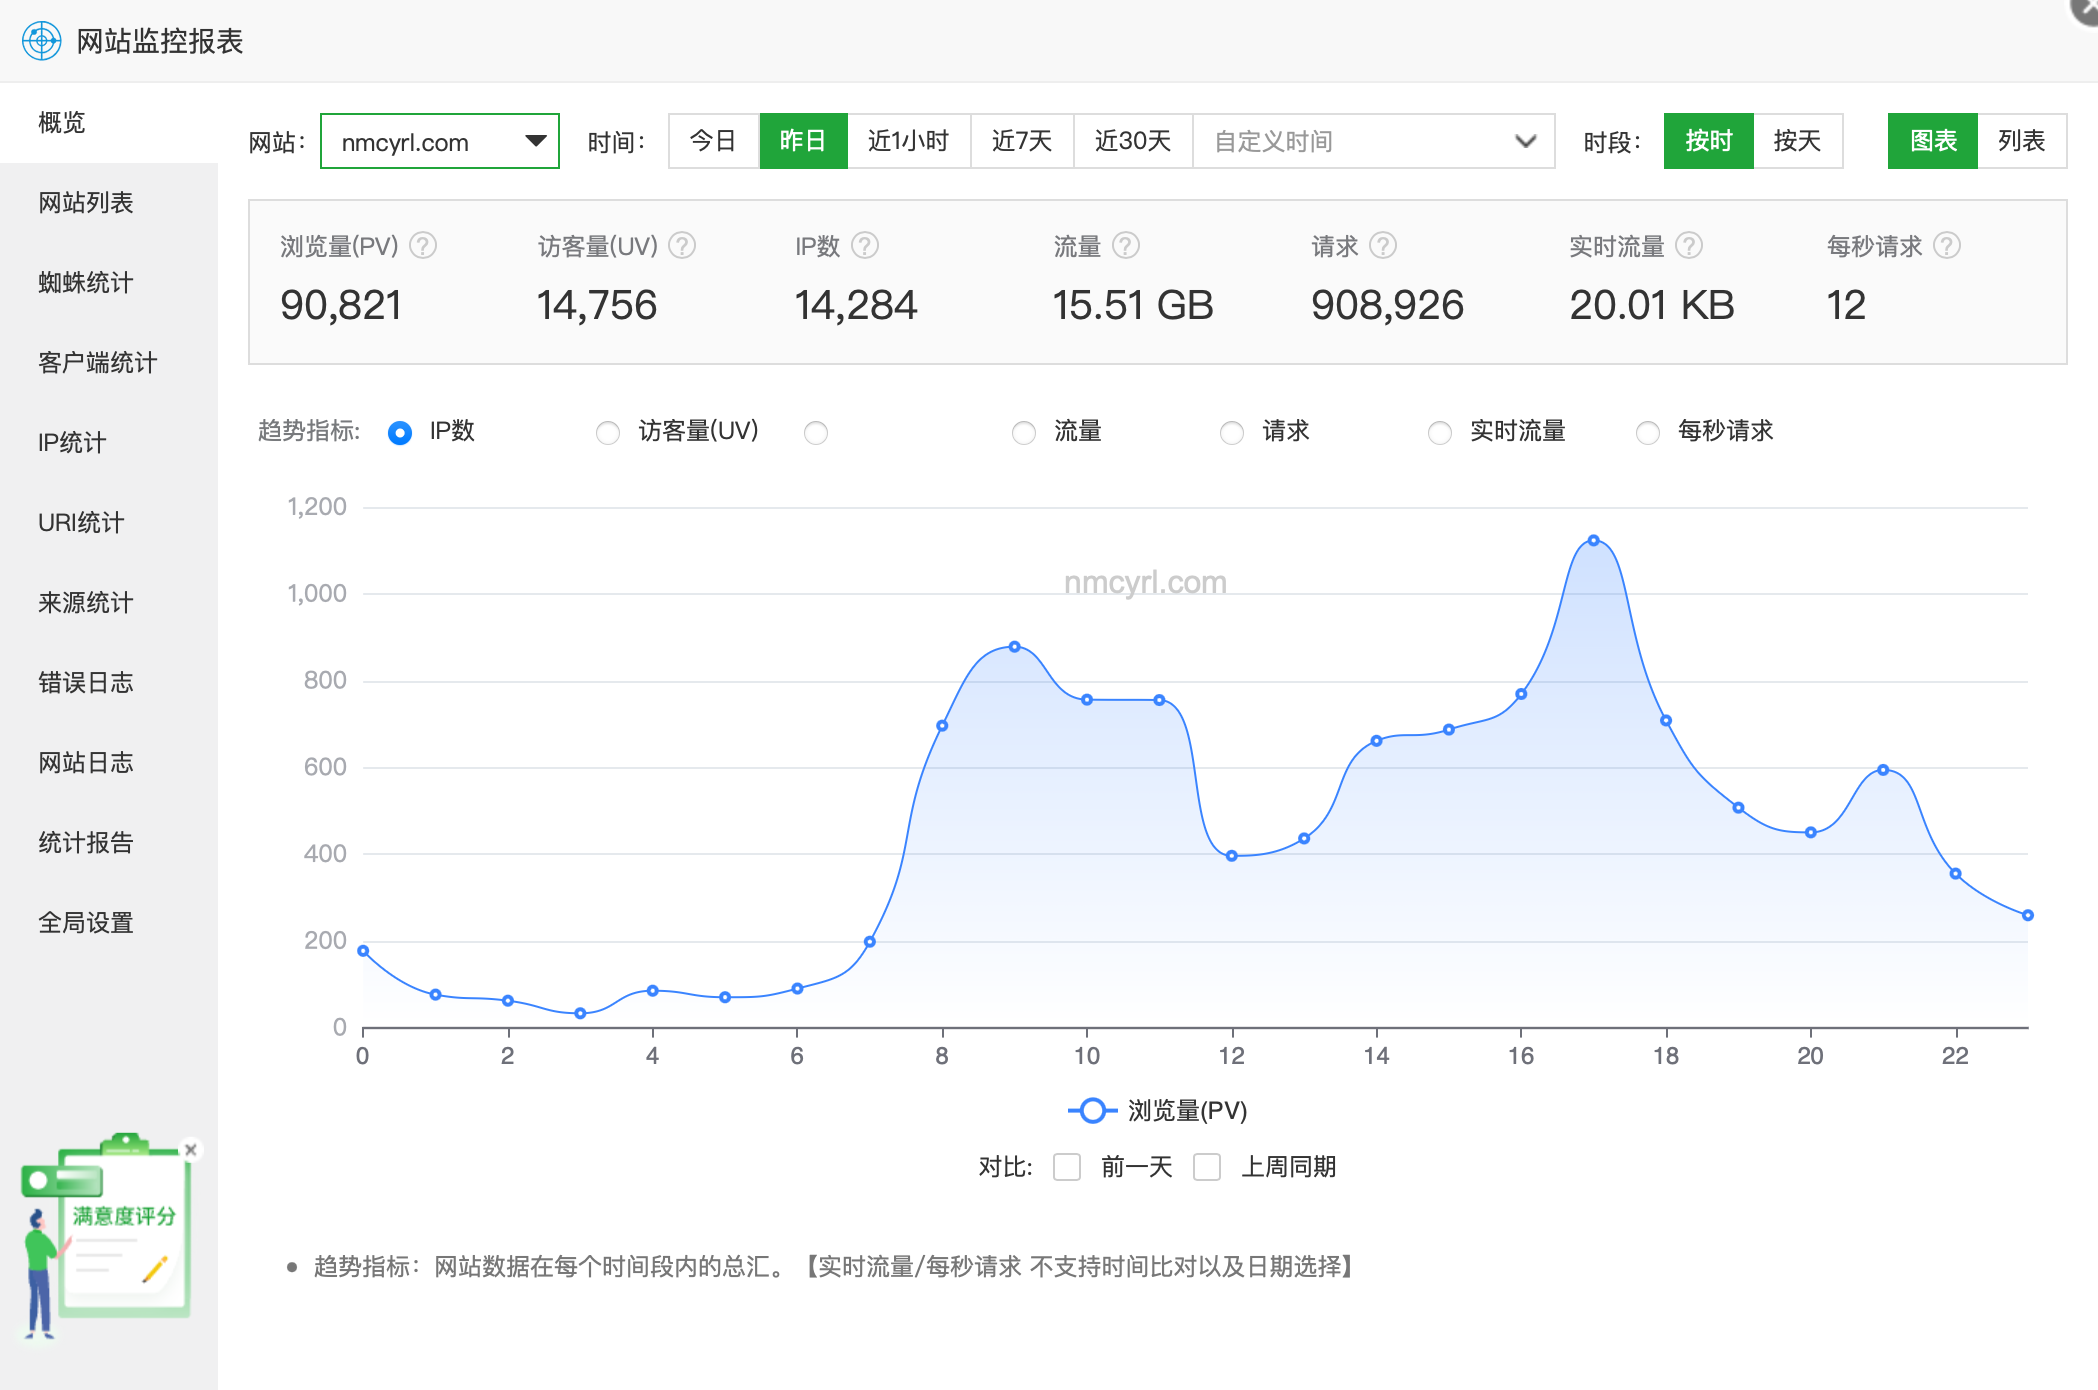 网站监控报表
概览
网站列表
蜘蛛统计
客户端统计
IP统计
URI统计
来源统计
错误日志
网站日志
统计报告
全局设置
满意度评分
网站: nmcyrl.com 时间: 今日 昨日 近1小时 近7天 近30天 自定义时间 时段: 按时 按天 图表 列表
浏览量(PV) ? 访客量(UV) ? IP数 ? 流量 ? 请求 ? 实时流量 ? 每秒请求 ?
90,821 14,756 14,284 15.51 GB 908,926 20.01 KB 12
趋势指标: IP数 访客量(UV) 流量 请求 实时流量 每秒请求
1,200
nmcyrl.com
1,000
800
600
400
200
0
0 2 4 6 8 10 12 14 16 18 20 22
浏览量(PV)
对比: 前一天 上周同期
趋势指标：网站数据在每个时间段内的总汇。【实时流量/每秒请求 不支持时间比对以及日期选择】